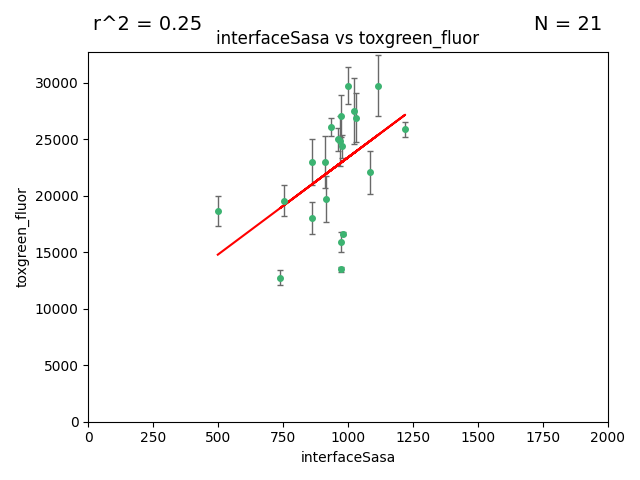 r^2 = 0.25
N = 21
interfaceSasa vs toxgreen_fluor
30000
25000
20000
15000
10000
5000
0
toxgreen_fluor
0 250 500 750 1000 1250 1500 1750 2000
interfaceSasa